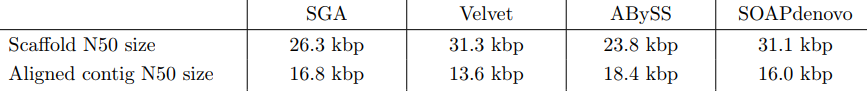 SGA Velvet ABySS SOAPdenovo
Scaffold N50 size 26.3 kbp 31.3 kbp 23.8 kbp 31.1 kbp
Aligned contig N50 size 16.8 kbp 13.6 kbp 18.4 kbp 16.0 kbp